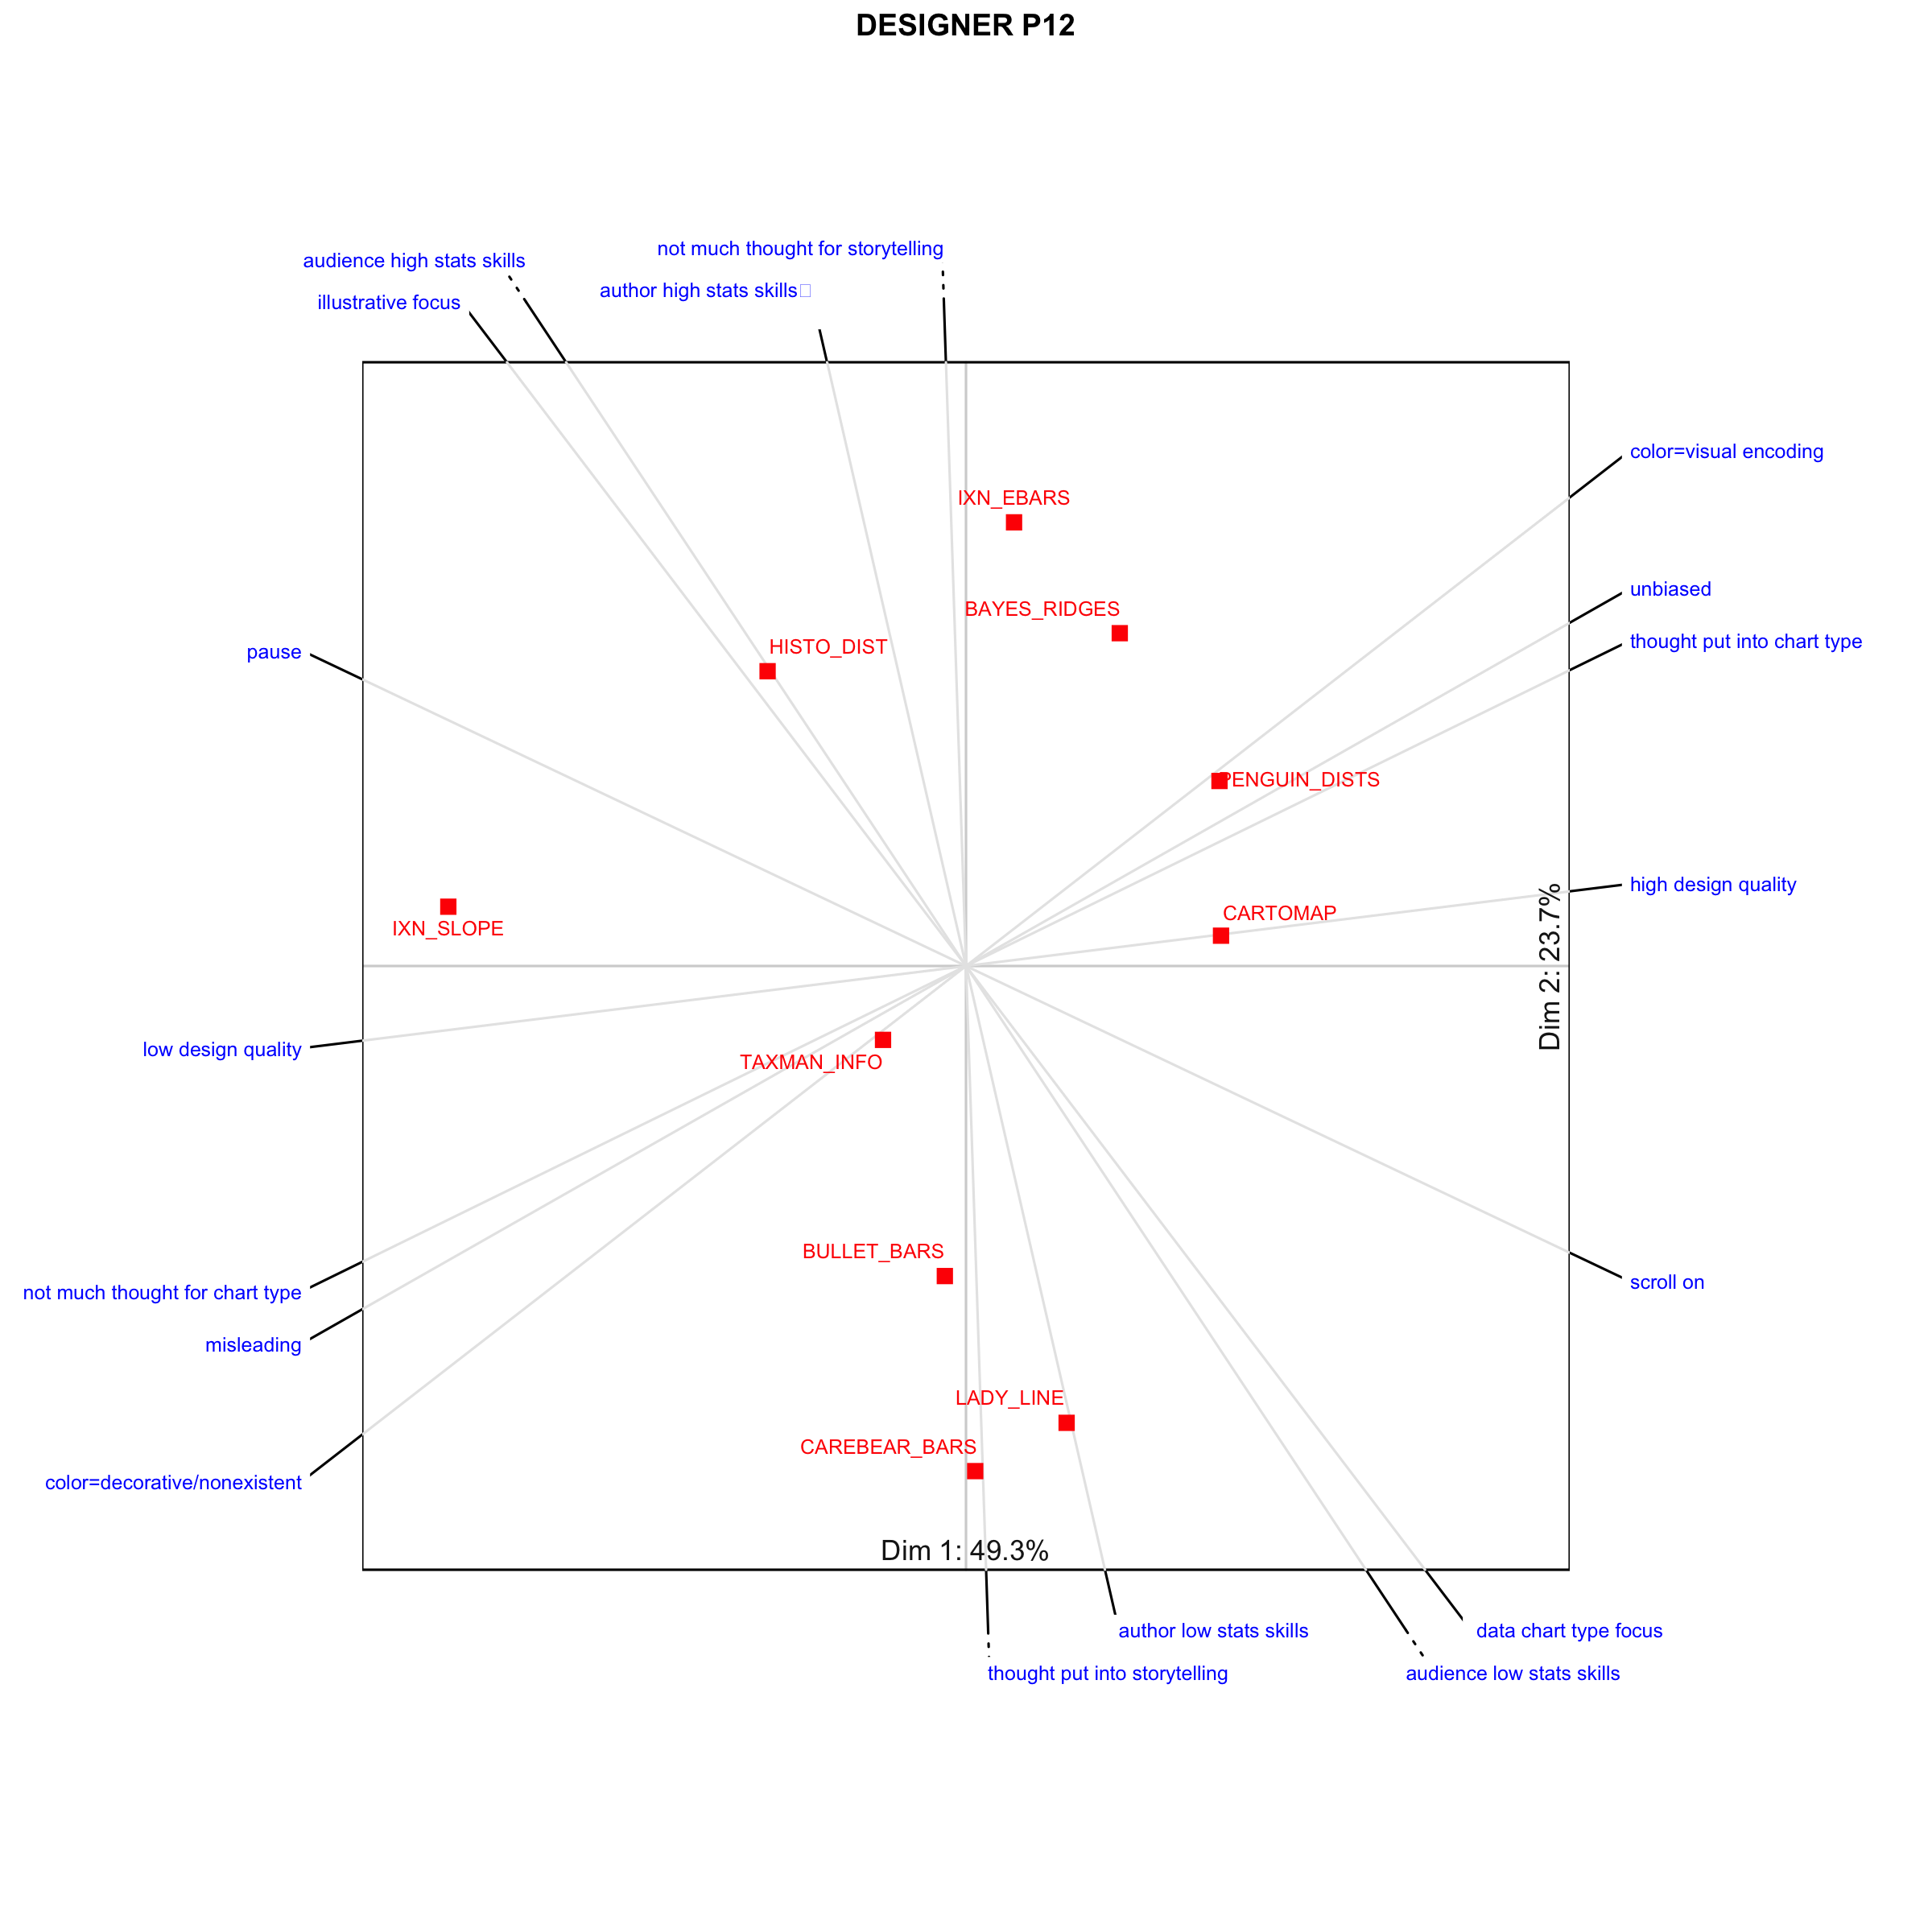 DESIGNER P12
not much thought for storytelling
audience high stats skills
author high stats skills
illustrative focus
color=visual encoding
IXN_EBARS
unbiased
BAYES_RIDGES
thought put into chart type
HISTO_DIST
pause
PENGUIN_DISTS
high design quality
CARTOMAP
IXN_SLOPE
Dim 2: 23.7%
low design quality
TAXMAN_INFO
BULLET_BARS
scroll on
not much thought for chart type
misleading
LADY_LINE
CAREBEAR_BARS
color=decorative/nonexistent
Dim 1: 49.3%
author low stats skills
data chart type focus
thought put into storytelling
audience low stats skills